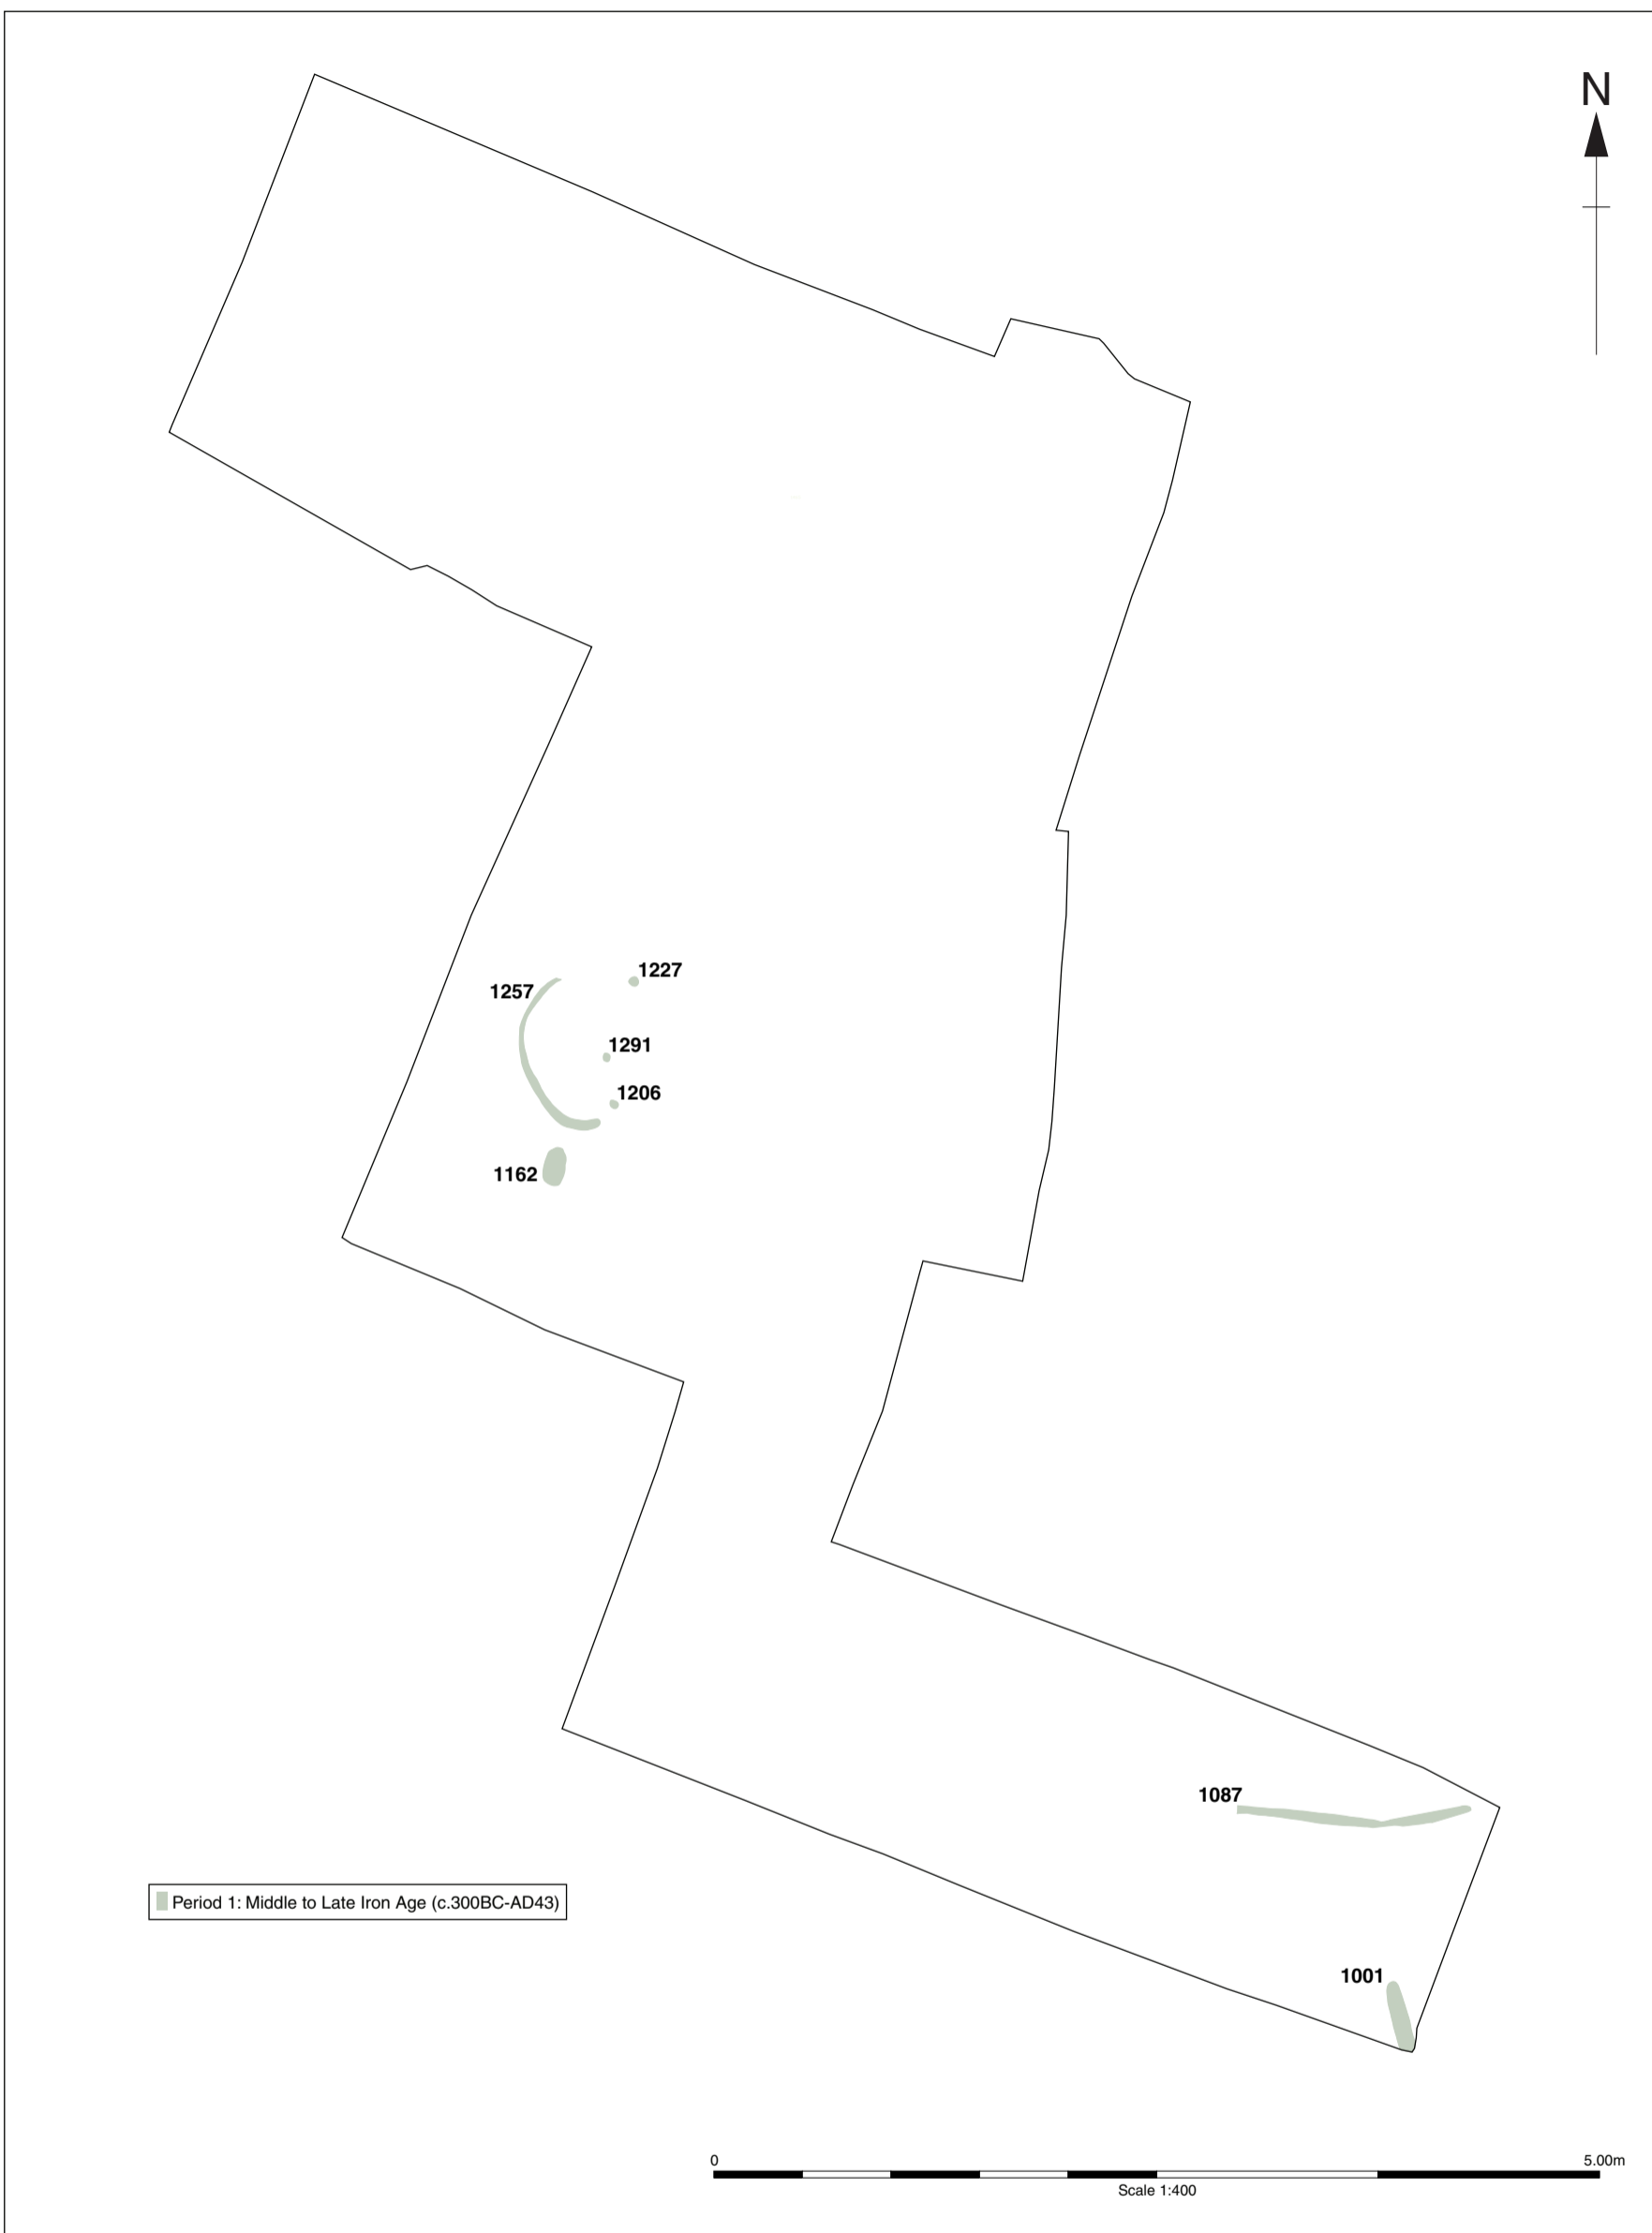 N
1227
1257
1291
1206
1162
1087
Period 1: Middle to Late Iron Age (c.300BC-AD43)
1001
0
5.00m
Scale 1:400